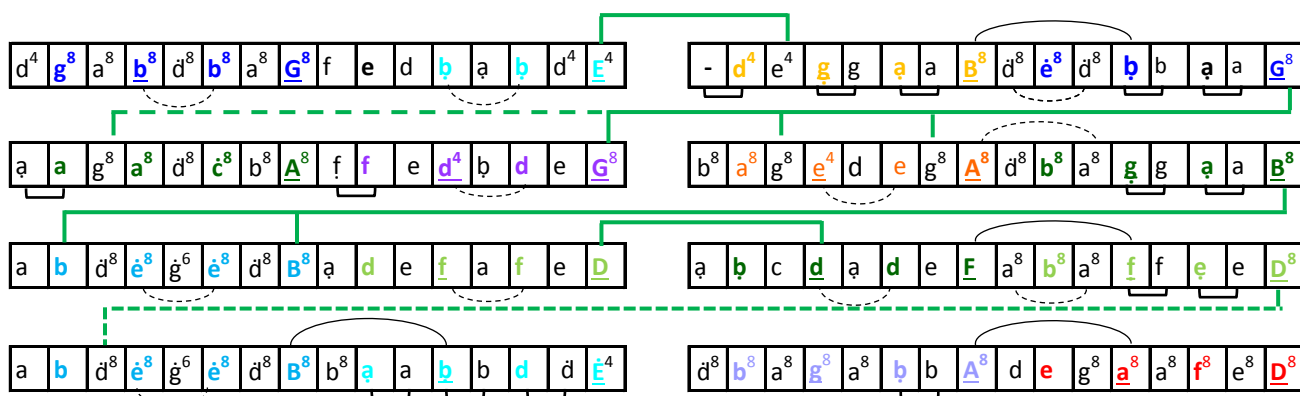 d⁴ g⁸ a⁸ b⁸ ḋ⁸ b⁸ a⁸ G⁸ f e d ḅ ạ ḅ d⁴ E⁴ - d⁴ e⁴ g̣ g ạ a B⁸ ḋ⁸ ė⁸ ḋ⁸ ḅ b ạ a G⁸
ạ a g⁸ a⁸ ḋ⁸ ċ⁸ b⁸ A⁸ f̣ f e d⁴ ḅ d e G⁸ b⁸ a⁸ g⁸ e⁴ d e g⁸ A⁸ ḋ⁸ b⁸ a⁸ g̣ g ạ a B⁸
a b ḋ⁸ ė⁸ ġ⁶ ė⁸ ḋ⁸ B⁸ ạ d e f a f e D ạ ḅ c d ạ d e F a⁸ b⁸ a⁸ f̣ f ẹ e D⁸
a b ḋ⁸ ė⁸ ġ⁶ ė⁸ ḋ⁸ B⁸ b⁸ ạ a ḅ b d ḋ Ė⁴ ḋ⁸ b⁸ a⁸ g⁸ a⁸ ḅ b A⁸ d e g⁸ a⁸ a⁸ f⁸ e⁸ D⁸